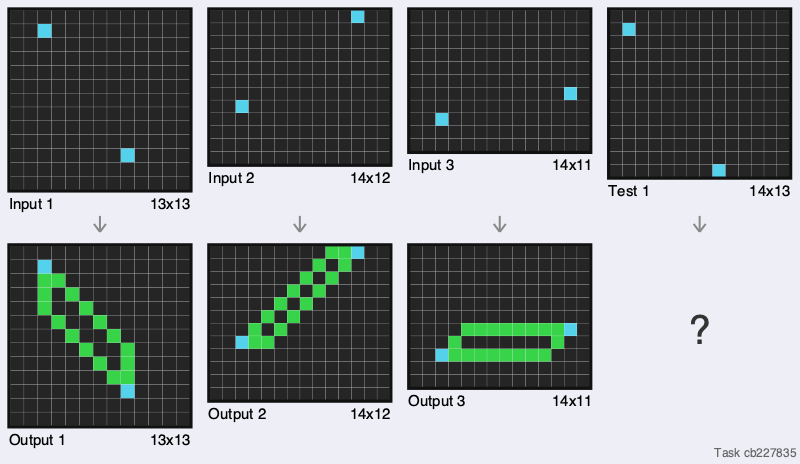 Input 1 13x13
Input 2 14x12
Input 3 14x11
Test 1 14x13
?
Output 1 13x13
Output 2 14x12
Output 3 14x11
Task cb227835